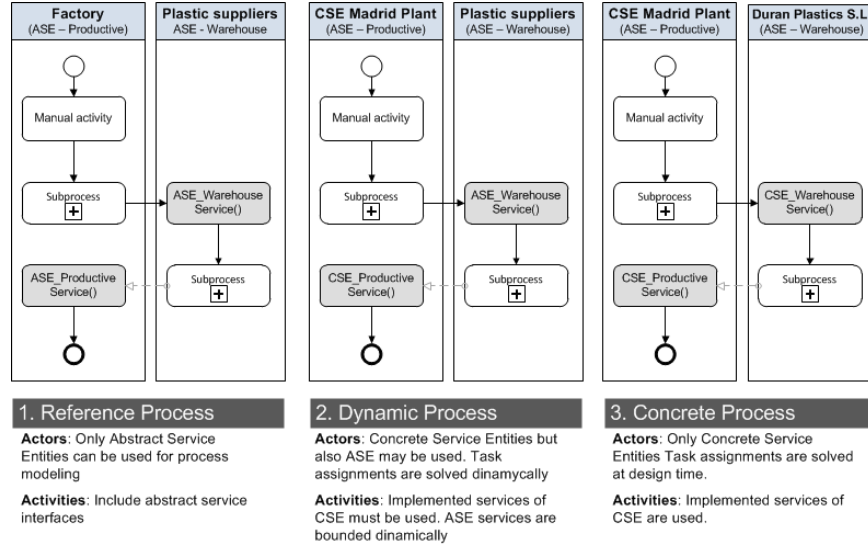 Factory
(ASE – Productive)
Plastic suppliers
ASE - Warehouse
Manual activity
Subprocess
ASE_Warehouse
Service()
ASE_Productive
Service()
Subprocess
CSE Madrid Plant
(ASE – Productive)
Plastic suppliers
(ASE – Warehouse)
Manual activity
Subprocess
ASE_Warehouse
Service()
CSE_Productive
Service()
Subprocess
CSE Madrid Plant
(ASE – Productive)
Duran Plastics S.L
(ASE – Warehouse)
Manual activity
Subprocess
CSE_Warehouse
Service()
CSE_Productive
Service()
Subprocess
1. Reference Process
Actors: Only Abstract Service
Entities can be used for process
modeling
Activities: Include abstract service
interfaces
2. Dynamic Process
Actors: Concrete Service Entities but
also ASE may be used. Task
assignments are solved dinamycally
Activities: Implemented services of
CSE must be used. ASE services are
bounded dinamically
3. Concrete Process
Actors: Only Concrete Service
Entities Task assignments are solved
at design time.
Activities: Implemented services of
CSE are used.